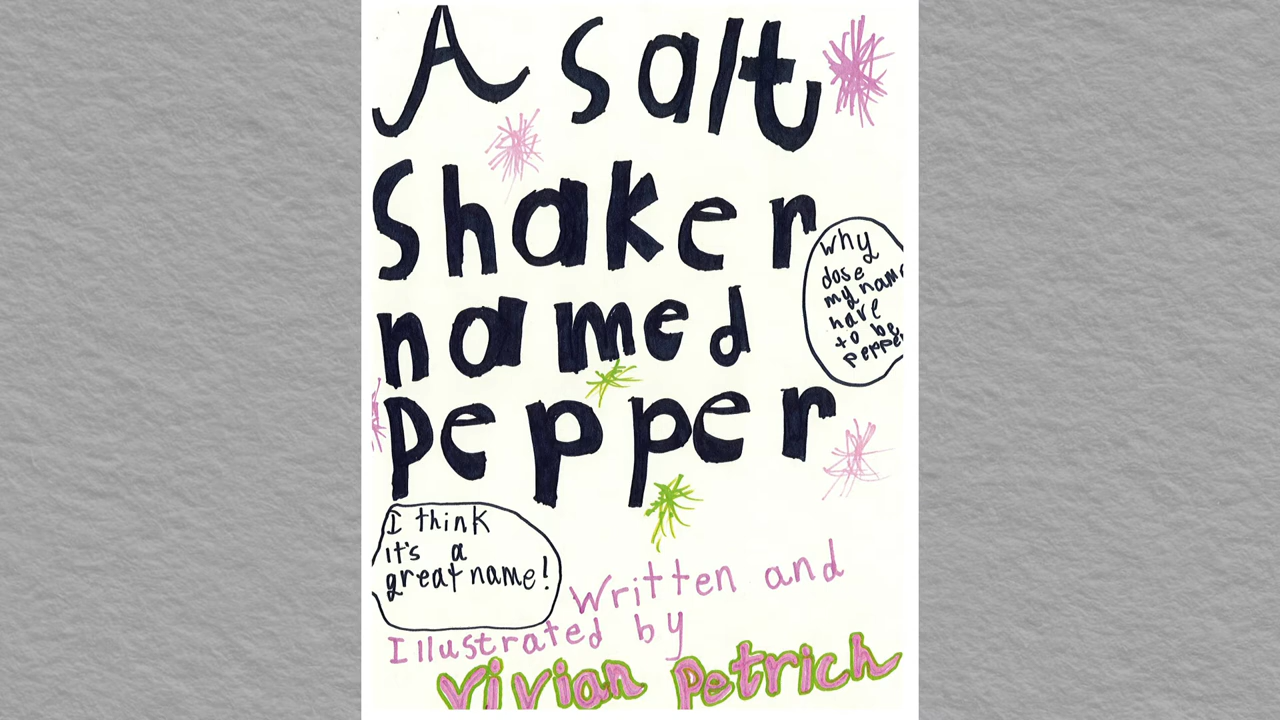 A salt
Shaker
named
pepper
Why
dose
my name
have
to be
pepper
I think
it's a
great name!
Written and
Illustrated by
Vivian Petrich